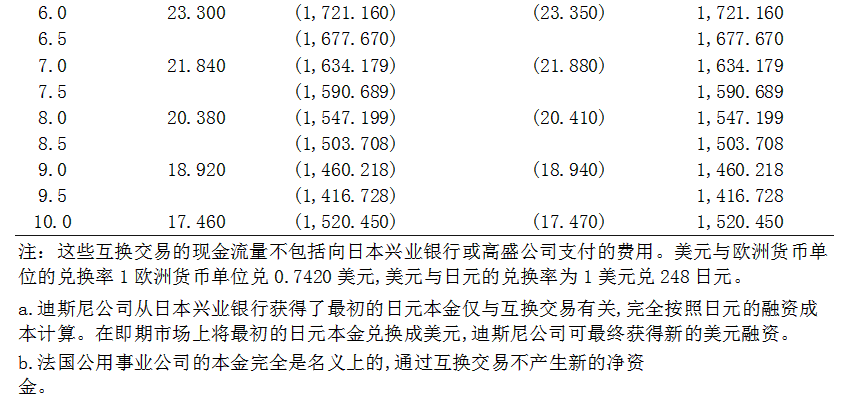 6.0 23.300 (1,721.160) (23.350) 1,721.160
6.5 (1,677.670) 1,677.670
7.0 21.840 (1,634.179) (21.880) 1,634.179
7.5 (1,590.689) 1,590.689
8.0 20.380 (1,547.199) (20.410) 1,547.199
8.5 (1,503.708) 1,503.708
9.0 18.920 (1,460.218) (18.940) 1,460.218
9.5 (1,416.728) 1,416.728
10.0 17.460 (1,520.450) (17.470) 1,520.450
注: 这些互换交易的现金流量不包括向日本兴业银行或高盛公司支付的费用。美元与欧洲货币单
位的兑换率1欧洲货币单位兑0.7420美元,美元与日元的兑换率为1美元兑248日元。
a.迪斯尼公司从日本兴业银行获得了最初的日元本金仅与互换交易有关,完全按照日元的融资成
本计算。在即期市场上将最初的日元本金兑换成美元,迪斯尼公司可最终获得新的美元融资。
b.法国公用事业公司的本金完全是名义上的,通过互换交易不产生新的净资
金。